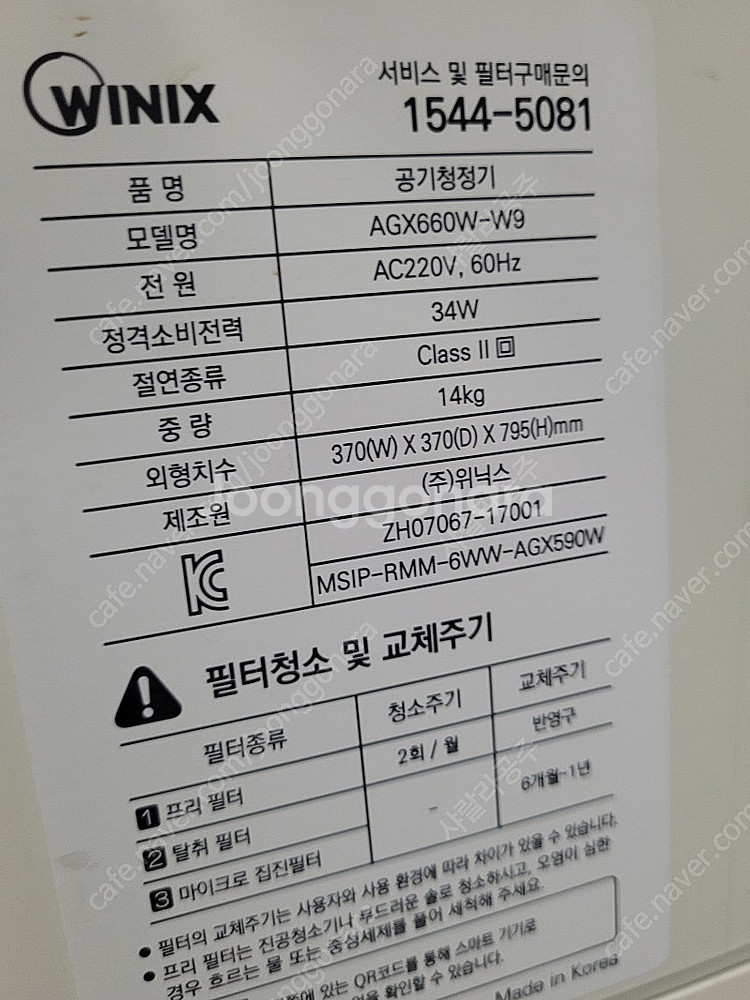 WINIX
서비스 및 필터구매문의
1544-5081
품 명 공기청정기
모델명 AGX660W-W9
전 원 AC220V, 60Hz
정격소비전력 34W
절연종류 Class II
중 량 14kg
외형치수 370(W) X 370(D) X 795(H)mm
제조원 (주)위닉스
ZH07067-17001
MSIP-RMM-6WW-AGX590W
필터청소 및 교체주기
필터종류 청소주기 교체주기
1 프리 필터 2회 / 월 반영구
2 탈취 필터 - 6개월-1년
3 마이크로 집진필터
• 필터의 교체주기는 사용자와 사용 환경에 따라 차이가 있을 수 있습니다.
• 프리 필터는 진공청소기나 부드러운 솔로 청소하시고, 오염이 심한
경우 흐르는 물 또는 중성세제를 풀어 세척해 주세요.
있는 QR코드를 통해 스마트 기기로
확인할 수 있습니다.
Made in Korea
Joonggonara
cafe.naver.com/joonggonara
사랄라공주